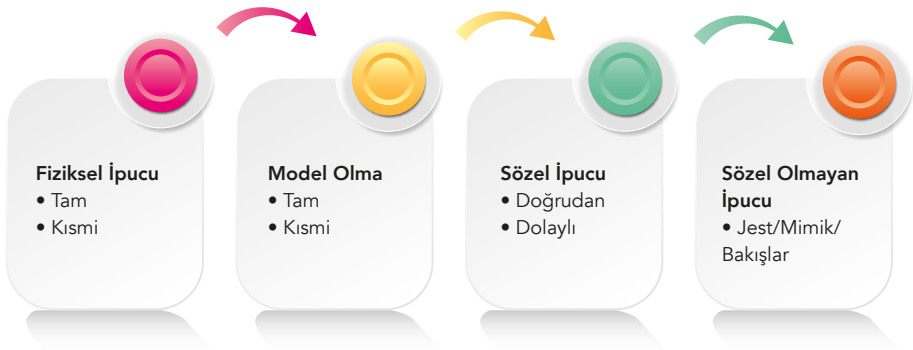 Fiziksel İpucu
• Tam
• Kısmi
Model Olma
• Tam
• Kısmi
Sözel İpucu
• Doğrudan
• Dolaylı
Sözel Olmayan
İpucu
• Jest/Mimik/
Bakışlar